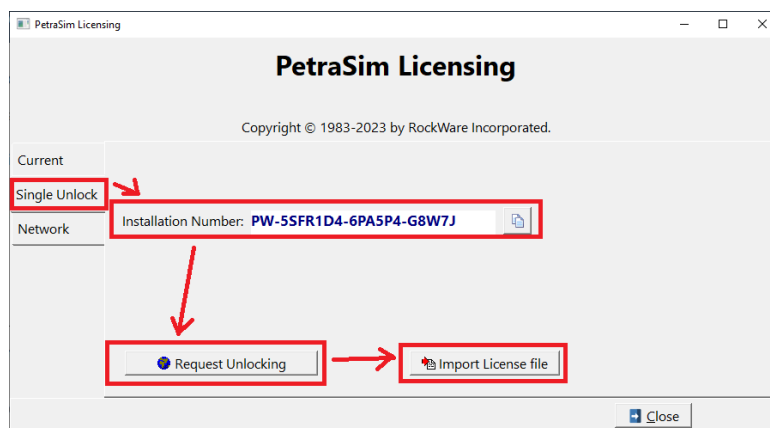 PetraSim Licensing
PetraSim Licensing
Copyright © 1983-2023 by RockWare Incorporated.
Current
Single Unlock
Installation Number: PW-5SFR1D4-6PA5P4-G8W7J
Network
Request Unlocking
Import License file
Close